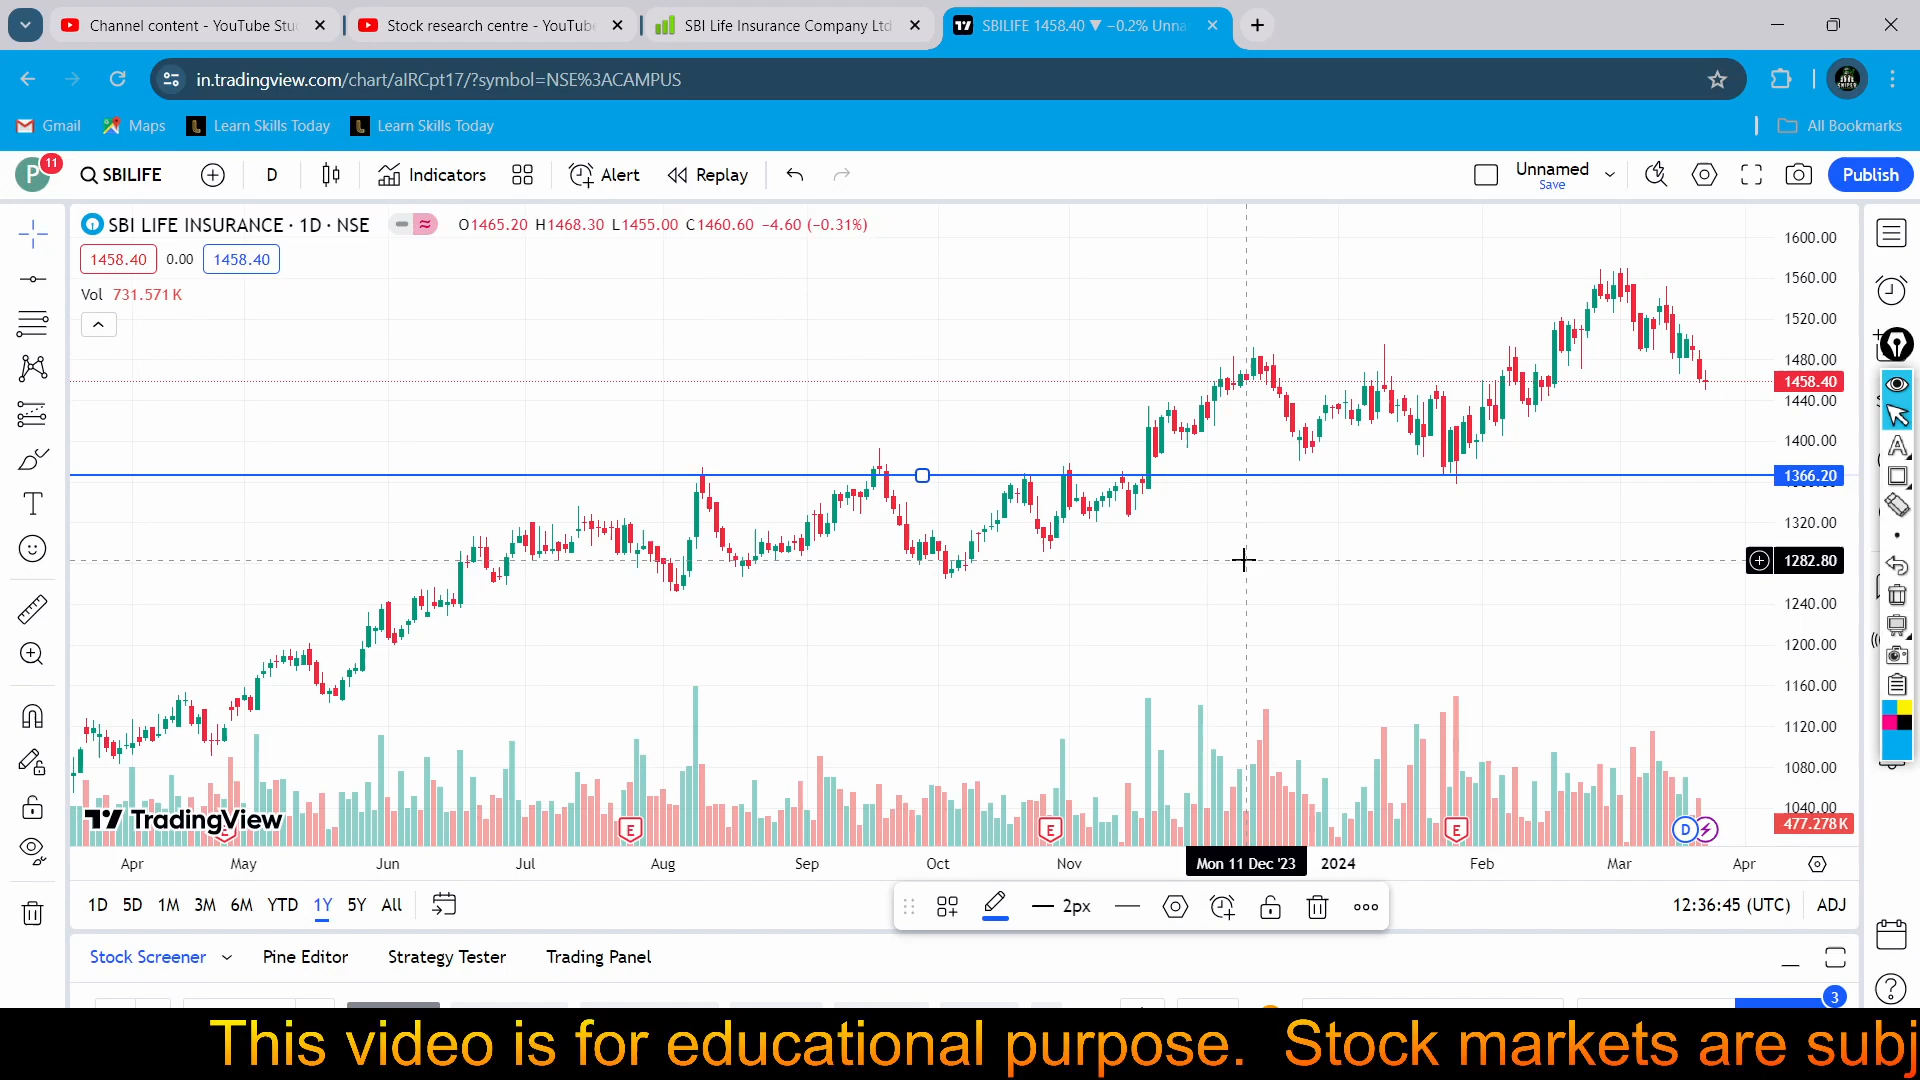 Channel content - YouTube Stu
Stock research centre - YouTube
SBI Life Insurance Company Ltd
SBILIFE 1458.40 ▼ −0.2% Unna
in.tradingview.com/chart/aIRCpt17/?symbol=NSE%3ACAMPUS
Gmail
Maps
Learn Skills Today
Learn Skills Today
All Bookmarks
P
11
SBILIFE
D
Indicators
Alert
Replay
Unnamed
Save
Publish
SBI LIFE INSURANCE · 1D · NSE
O1465.20 H1468.30 L1455.00 C1460.60 −4.60 (−0.31%)
1458.40
0.00
1458.40
Vol 731.571K
1600.00
1560.00
1520.00
1480.00
1458.40
1440.00
1400.00
1366.20
1320.00
1282.80
1240.00
1200.00
1160.00
1120.00
1080.00
1040.00
477.278K
TradingView
E
E
E
E
D
Apr
May
Jun
Jul
Aug
Sep
Oct
Nov
Mon 11 Dec '23
2024
Feb
Mar
Apr
1D 5D 1M 3M 6M YTD 1Y 5Y All
2px
12:36:45 (UTC)
ADJ
Stock Screener
Pine Editor
Strategy Tester
Trading Panel
3
This video is for educational purpose. Stock markets are subj